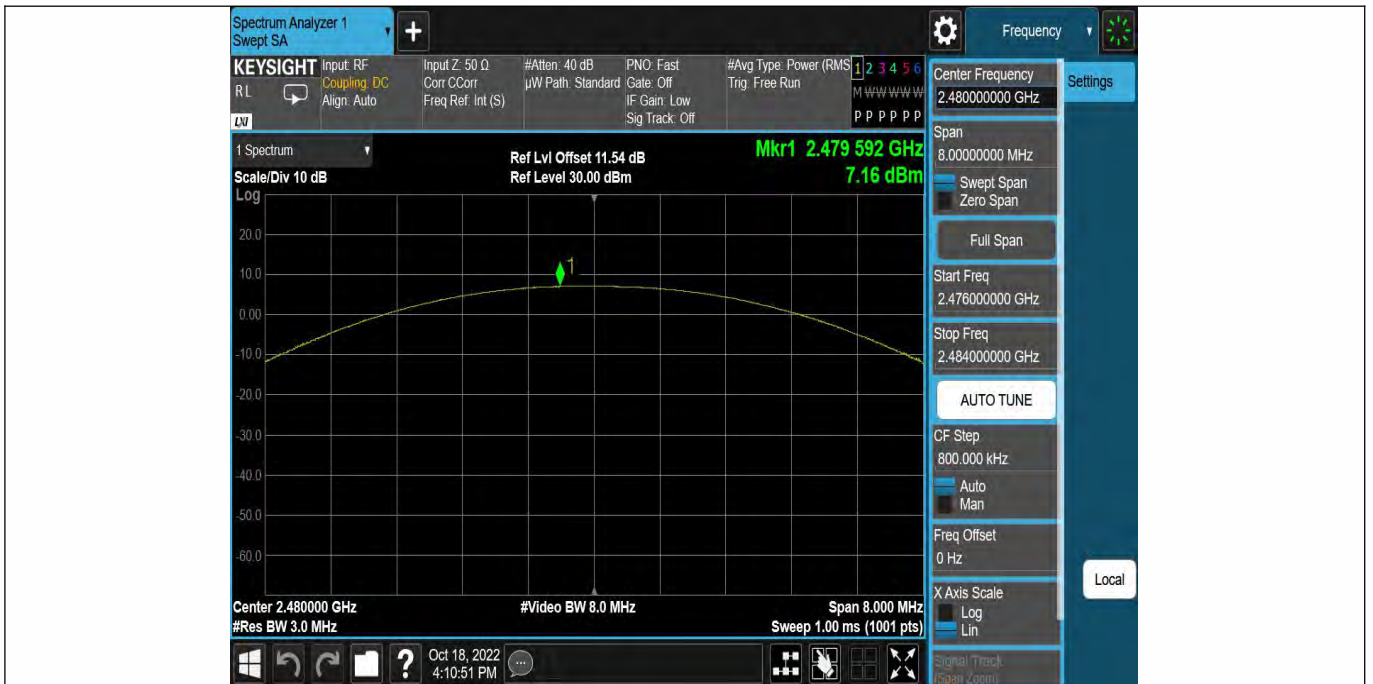 Spectrum Analyzer 1
Swept SA
+
Frequency
KEYSIGHT
RL
LXI
Input: RF
Coupling: DC
Align: Auto
Input Z: 50 Ω
Corr CCorr
Freq Ref: Int (S)
#Atten: 40 dB
µW Path: Standard
PNO: Fast
Gate: Off
IF Gain: Low
Sig Track: Off
#Avg Type: Power (RMS
Trig: Free Run
1 2 3 4 5 6
M W W W W W
P P P P P P
1 Spectrum
Scale/Div 10 dB
Log
Ref Lvl Offset 11.54 dB
Ref Level 30.00 dBm
Mkr1 2.479 592 GHz
7.16 dBm
20.0
10.0
0.00
-10.0
-20.0
-30.0
-40.0
-50.0
-60.0
1
Center 2.480000 GHz
#Res BW 3.0 MHz
#Video BW 8.0 MHz
Span 8.000 MHz
Sweep 1.00 ms (1001 pts)
?
Oct 18, 2022
4:10:51 PM
Center Frequency
2.480000000 GHz
Settings
Span
8.00000000 MHz
Swept Span
Zero Span
Full Span
Start Freq
2.476000000 GHz
Stop Freq
2.484000000 GHz
AUTO TUNE
CF Step
800.000 kHz
Auto
Man
Freq Offset
0 Hz
X Axis Scale
Log
Lin
Signal Track
(Span Zoom)
Local